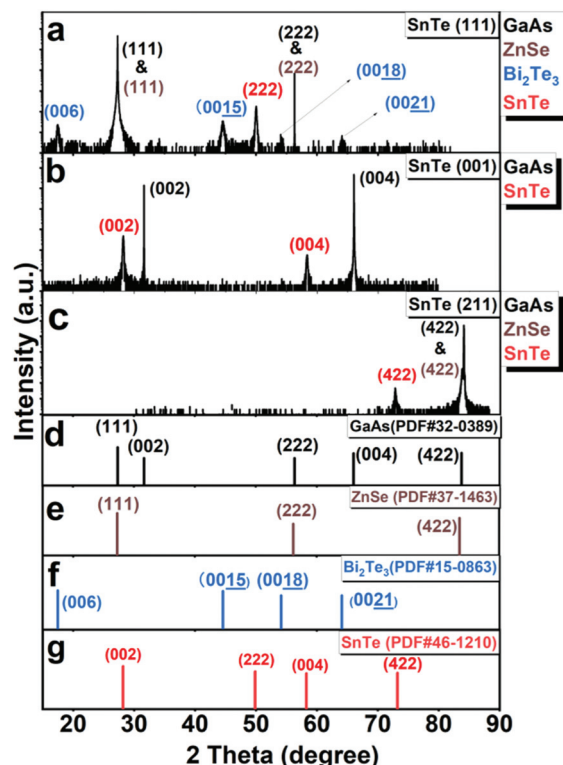 Intensity (a.u.)
a
SnTe (111)
GaAs
ZnSe
Bi₂Te₃
SnTe
(006)
(111)
&
(111)
(0015)
(222)
(222)
&
(222)
(0018)
(0021)
b
SnTe (001)
GaAs
SnTe
(002)
(002)
(004)
(004)
c
SnTe (211)
GaAs
ZnSe
SnTe
(422)
&
(422)
(422)
d
GaAs(PDF#32-0389)
(111)
(002)
(222)
(004)
(422)
e
ZnSe (PDF#37-1463)
(111)
(222)
(422)
f
Bi₂Te₃(PDF#15-0863)
(006)
(0015)
(0018)
(0021)
g
SnTe (PDF#46-1210)
(002)
(222)
(004)
(422)
20 30 40 50 60 70 80 90
2 Theta (degree)